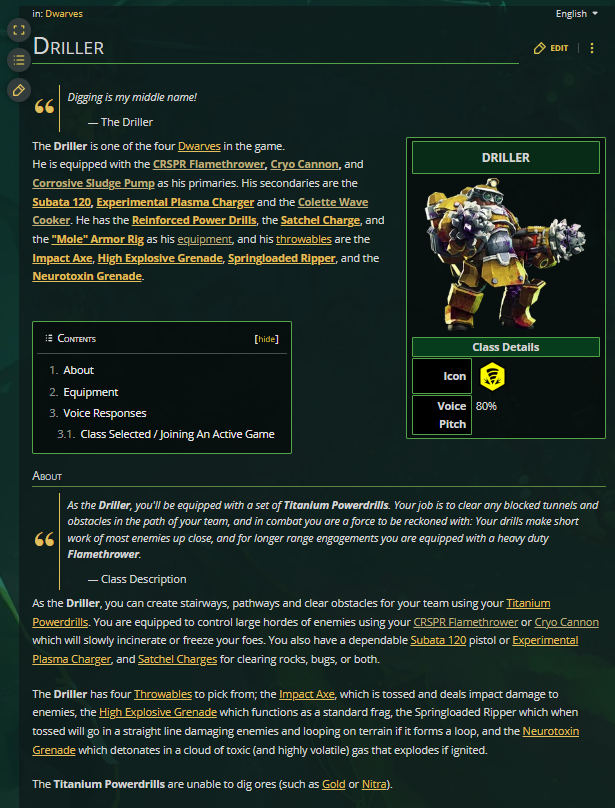 in: Dwarves
English
DRILLER
EDIT
Digging is my middle name!
— The Driller
The Driller is one of the four Dwarves in the game.
He is equipped with the CRSPR Flamethrower, Cryo Cannon, and
Corrosive Sludge Pump as his primaries. His secondaries are the
Subata 120, Experimental Plasma Charger and the Colette Wave
Cooker. He has the Reinforced Power Drills, the Satchel Charge, and
the "Mole" Armor Rig as his equipment, and his throwables are the
Impact Axe, High Explosive Grenade, Springloaded Ripper, and the
Neurotoxin Grenade.
DRILLER
Class Details
Icon
Voice Pitch 80%
CONTENTS [hide]
1. About
2. Equipment
3. Voice Responses
3.1. Class Selected / Joining An Active Game
ABOUT
As the Driller, you'll be equipped with a set of Titanium Powerdrills. Your job is to clear any blocked tunnels and
obstacles in the path of your team, and in combat you are a force to be reckoned with: Your drills make short
work of most enemies up close, and for longer range engagements you are equipped with a heavy duty
Flamethrower.
— Class Description
As the Driller, you can create stairways, pathways and clear obstacles for your team using your Titanium
Powerdrills. You are equipped to control large hordes of enemies using your CRSPR Flamethrower or Cryo Cannon
which will slowly incinerate or freeze your foes. You also have a dependable Subata 120 pistol or Experimental
Plasma Charger, and Satchel Charges for clearing rocks, bugs, or both.
The Driller has four Throwables to pick from; the Impact Axe, which is tossed and deals impact damage to
enemies, the High Explosive Grenade which functions as a standard frag, the Springloaded Ripper which when
tossed will go in a straight line damaging enemies and looping on terrain if it forms a loop, and the Neurotoxin
Grenade which detonates in a cloud of toxic (and highly volatile) gas that explodes if ignited.
The Titanium Powerdrills are unable to dig ores (such as Gold or Nitra).